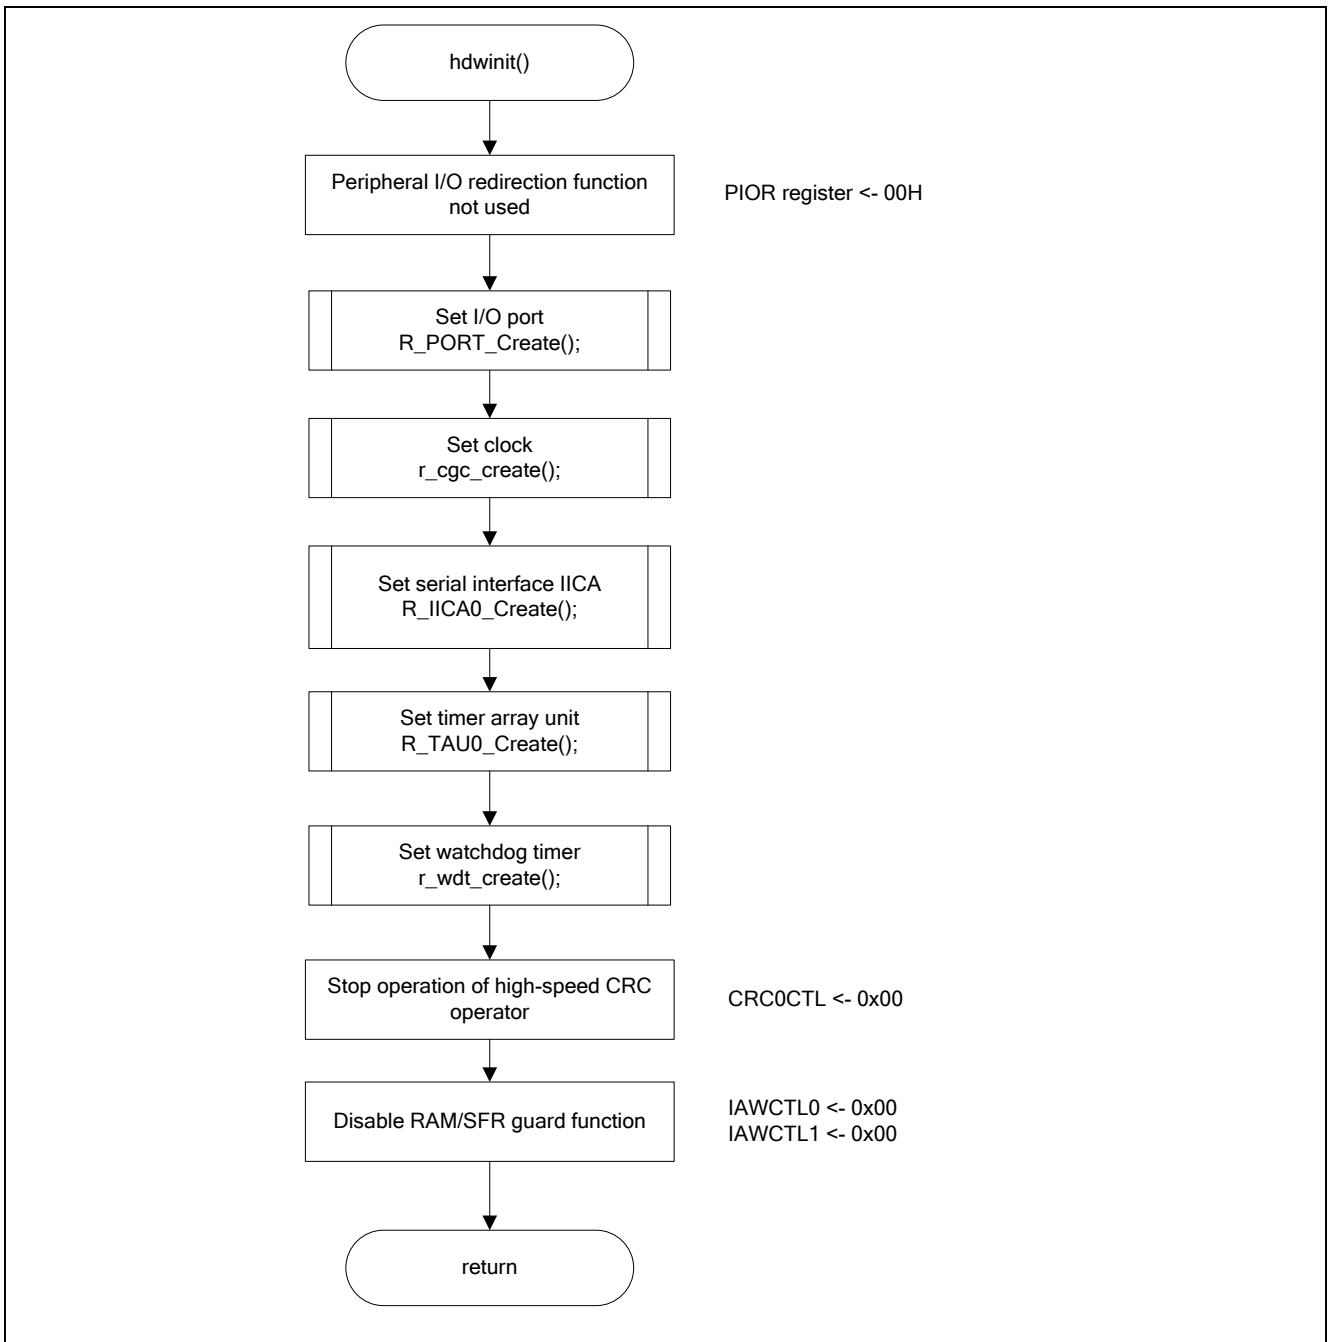 hdwinit()
Peripheral I/O redirection function
not used
PIOR register <- 00H
Set I/O port
R_PORT_Create();
Set clock
r_cgc_create();
Set serial interface IICA
R_IICA0_Create();
Set timer array unit
R_TAU0_Create();
Set watchdog timer
r_wdt_create();
Stop operation of high-speed CRC
operator
CRC0CTL <- 0x00
Disable RAM/SFR guard function
IAWCTL0 <- 0x00
IAWCTL1 <- 0x00
return